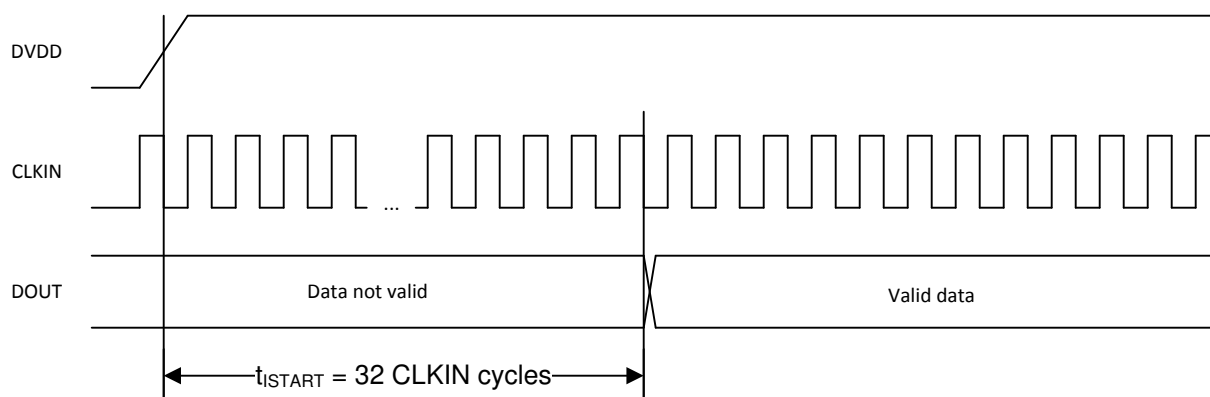 DVDD
CLKIN
...
DOUT
Data not valid
Valid data
tISTART = 32 CLKIN cycles